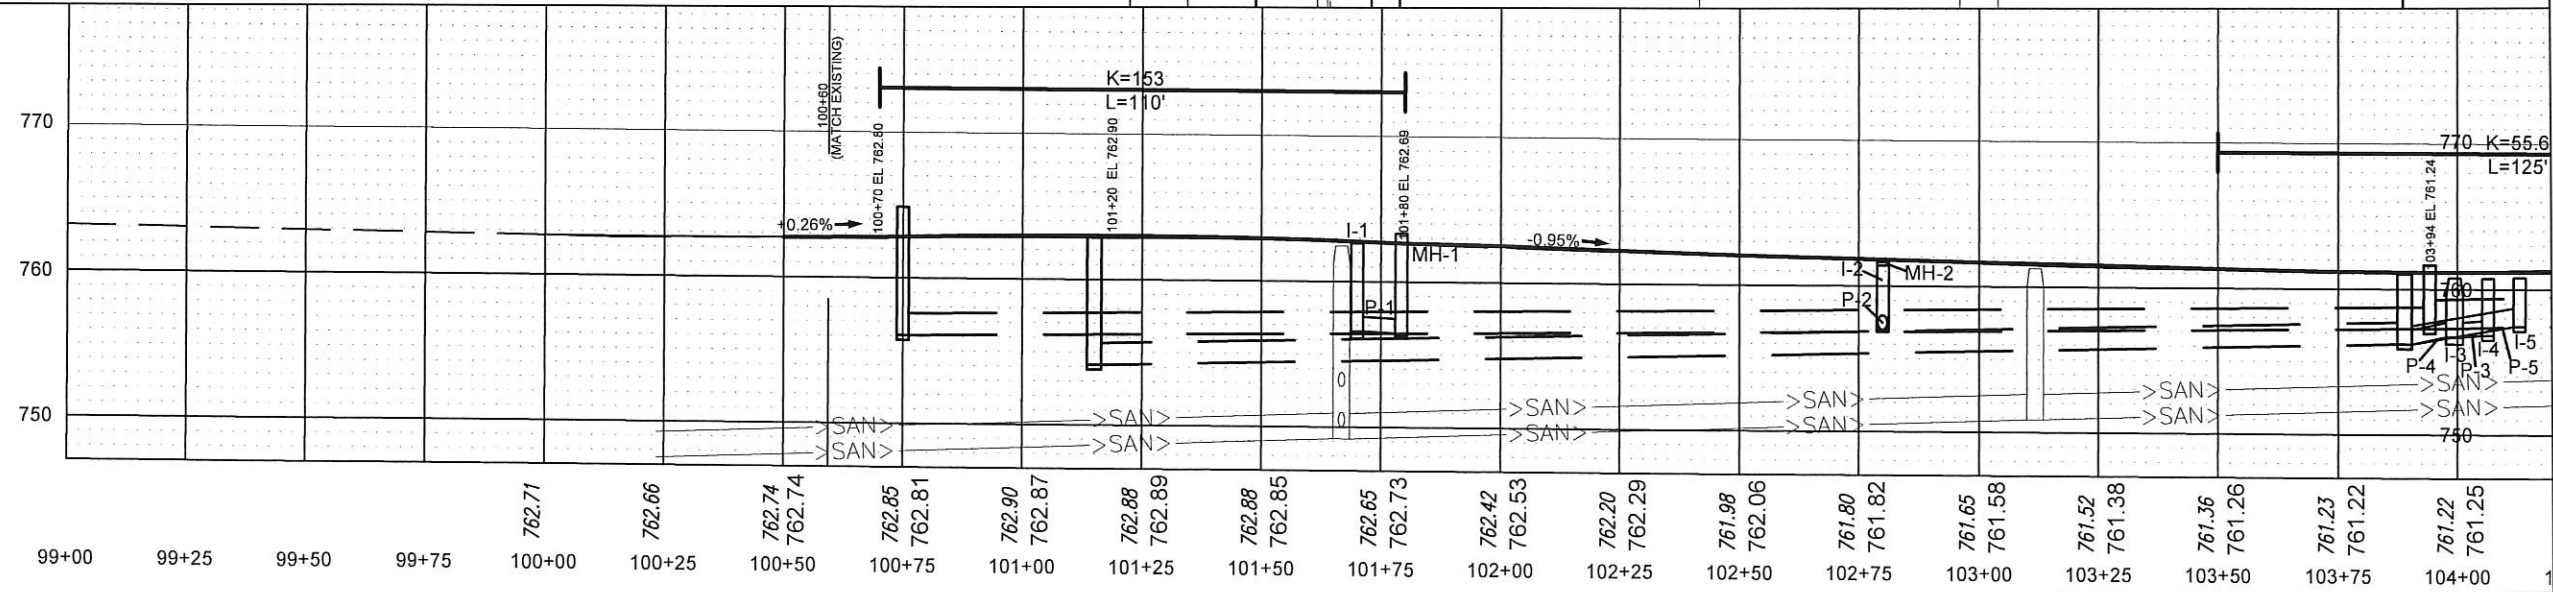 100+60
(MATCH EXISTING)
K=153
L=110'
770
770
K=55.6
L=125'
100+70 EL 762.80
101+20 EL 762.90
101+80 EL 762.69
03+94 EL 761.24
+0.26%
-0.95%
I-1
MH-1
P-1
I-2
MH-2
P-2
760
760
I-3
I-4
I-5
P-4
P-3
P-5
0
0
750
750
>SAN>
>SAN>
>SAN>
>SAN>
>SAN>
>SAN>
>SAN>
>SAN>
>SAN>
>SAN>
>SAN>
>SAN>
762.71
762.66
762.74
762.74
762.85
762.81
762.90
762.87
762.88
762.89
762.88
762.85
762.65
762.73
762.42
762.53
762.20
762.29
761.98
762.06
761.80
761.82
761.65
761.58
761.52
761.38
761.36
761.26
761.23
761.22
761.22
761.25
99+00
99+25
99+50
99+75
100+00
100+25
100+50
100+75
101+00
101+25
101+50
101+75
102+00
102+25
102+50
102+75
103+00
103+25
103+50
103+75
104+00
1